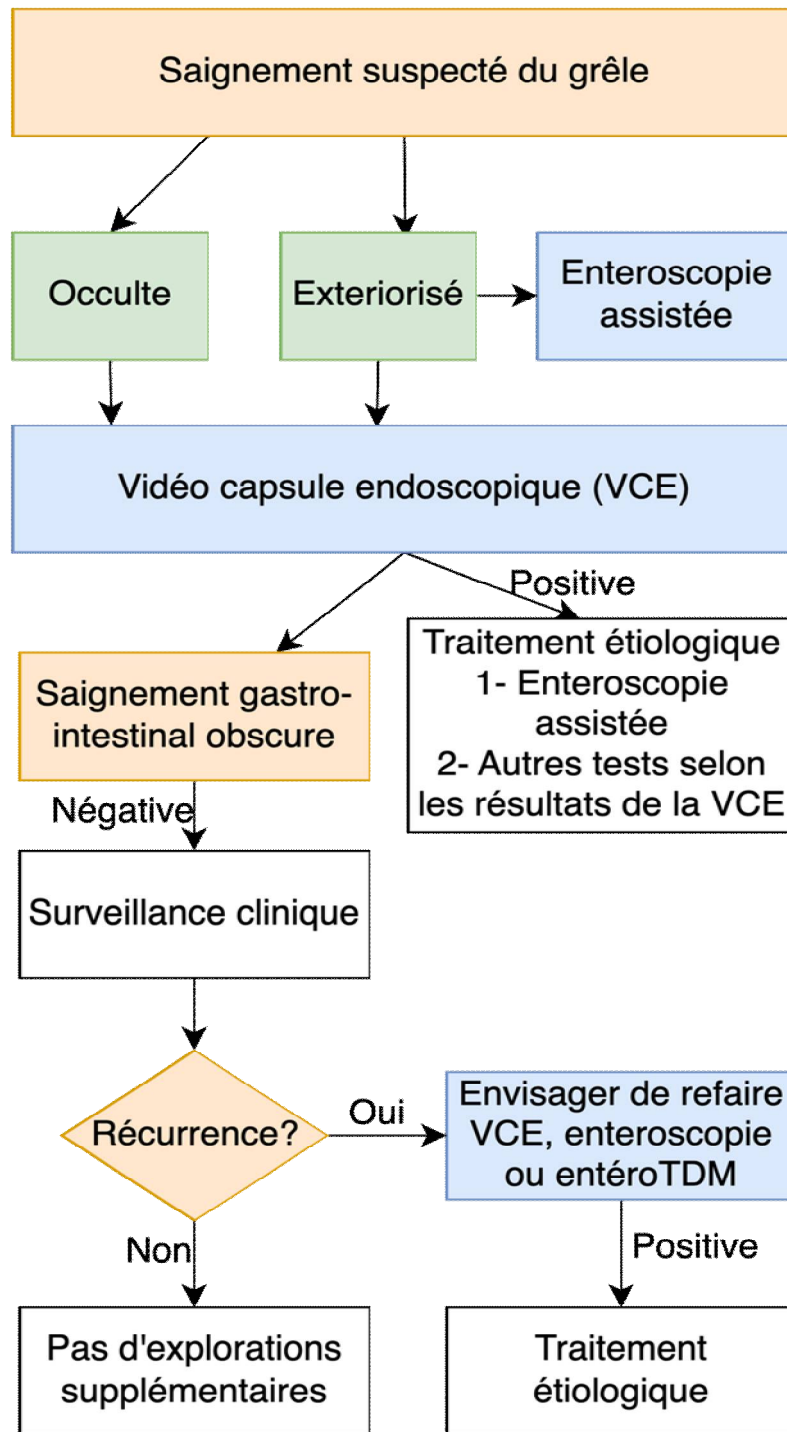 Saignement suspecté du grêle
Occulte
Exteriorisé
Enteroscopie
assistée
Vidéo capsule endoscopique (VCE)
Positive
Traitement étiologique
1- Enteroscopie
assistée
2- Autres tests selon
les résultats de la VCE
Saignement gastro-
intestinal obscure
Négative
Surveillance clinique
Récurrence?
Oui
Envisager de refaire
VCE, enteroscopie
ou entéroTDM
Non
Positive
Pas d'explorations
supplémentaires
Traitement
étiologique